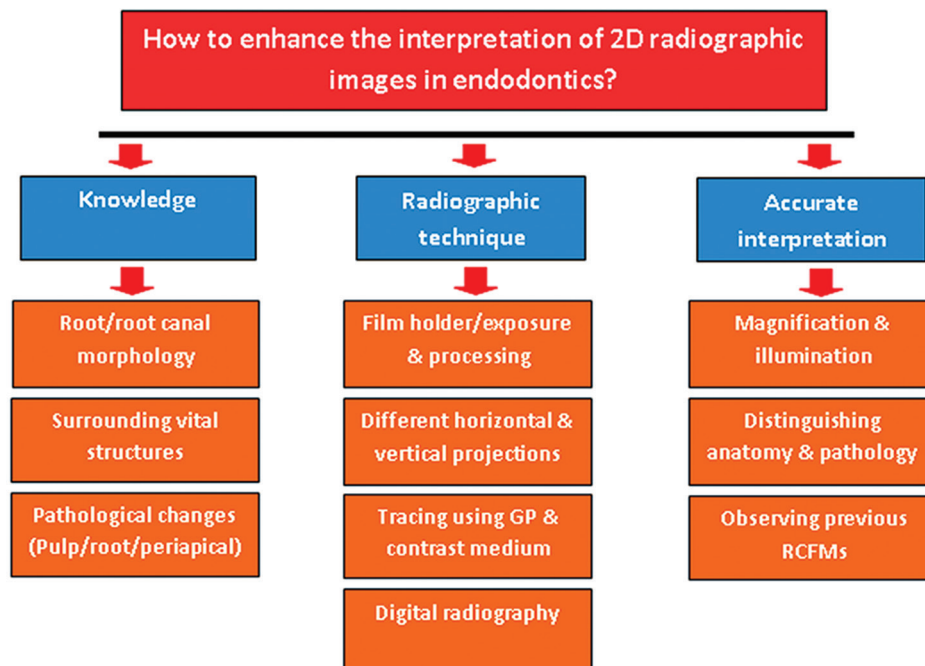 How to enhance the interpretation of 2D radiographic
images in endodontics?
Knowledge
Root/root canal
morphology
Surrounding vital
structures
Pathological changes
(Pulp/root/periapical)
Radiographic
technique
Film holder/exposure
& processing
Different horizontal &
vertical projections
Tracing using GP &
contrast medium
Digital radiography
Accurate
interpretation
Magnification &
illumination
Distinguishing
anatomy & pathology
Observing previous
RCFMs